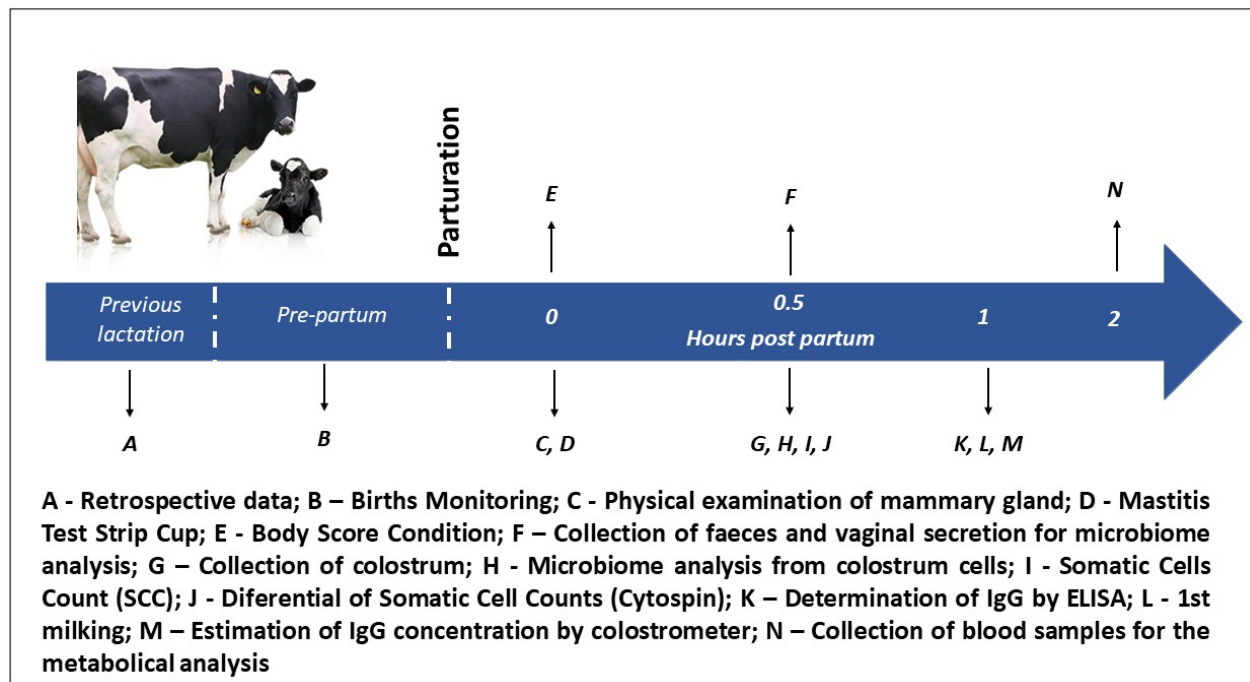 Parturation
E
F
N
Previous
lactation
Pre-partum
0
0.5
Hours post partum
1
2
A
B
C, D
G, H, I, J
K, L, M
A - Retrospective data; B – Births Monitoring; C - Physical examination of mammary gland; D - Mastitis
Test Strip Cup; E - Body Score Condition; F – Collection of faeces and vaginal secretion for microbiome
analysis; G – Collection of colostrum; H - Microbiome analysis from colostrum cells; I - Somatic Cells
Count (SCC); J - Diferential of Somatic Cell Counts (Cytospin); K – Determination of IgG by ELISA; L - 1st
milking; M – Estimation of IgG concentration by colostrometer; N – Collection of blood samples for the
metabolical analysis